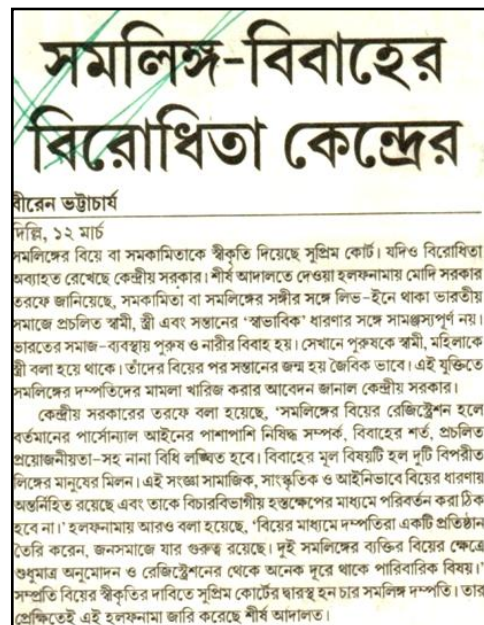 সমলিঙ্গ-বিবাহের
বিরোধিতা কেন্দ্রের
বীরেন ভট্টাচার্য
দিল্লি, ১২ মার্চ
সমলিঙ্গের বিয়ে বা সমকামিতাকে স্বীকৃতি দিয়েছে সুপ্রিম কোর্ট। যদিও বিরোধিতা
অব্যাহত রেখেছে কেন্দ্রীয় সরকার। শীর্ষ আদালতে দেওয়া হলফনামায় মোদি সরকার
তরফে জানিয়েছে, সমকামিতা বা সমলিঙ্গের সঙ্গীর সঙ্গে লিভ-ইনে থাকা ভারতীয়
সমাজে প্রচলিত স্বামী, স্ত্রী এবং সন্তানের ‘স্বাভাবিক’ ধারণার সঙ্গে সামঞ্জস্যপূর্ণ নয়।
ভারতের সমাজ-ব্যবস্থায় পুরুষ ও নারীর বিবাহ হয়। সেখানে পুরুষকে স্বামী, মহিলাকে
স্ত্রী বলা হয়ে থাকে। তাঁদের বিয়ের পর সন্তানের জন্ম হয় জৈবিক ভাবে। এই যুক্তিতে
সমলিঙ্গের দম্পতিদের মামলা খারিজ করার আবেদন জানাল কেন্দ্রীয় সরকার।
কেন্দ্রীয় সরকারের তরফে বলা হয়েছে, ‘সমলিঙ্গের বিয়ের রেজিস্ট্রেশন হলে
বর্তমানের পার্সোন্যাল আইনের পাশাপাশি নিষিদ্ধ সম্পর্ক, বিবাহের শর্ত, প্রচলিত
প্রয়োজনীয়তা-সহ নানা বিধি লঙ্ঘিত হবে। বিবাহের মূল বিষয়টি হল দুটি বিপরীত
লিঙ্গের মানুষের মিলন। এই সংজ্ঞা সামাজিক, সাংস্কৃতিক ও আইনিভাবে বিয়ের ধারণায়
অন্তর্নিহিত রয়েছে এবং তাকে বিচারবিভাগীয় হস্তক্ষেপের মাধ্যমে পরিবর্তন করা ঠিক
হবে না।’ হলফনামায় আরও বলা হয়েছে, ‘বিয়ের মাধ্যমে দম্পতিরা একটি প্রতিষ্ঠান
তৈরি করেন, জনসমাজে যার গুরুত্ব রয়েছে। দুই সমলিঙ্গের ব্যক্তির বিয়ের ক্ষেত্রে
শুধুমাত্র অনুমোদন ও রেজিস্ট্রেশনের থেকে অনেক দূরে থাকে পারিবারিক বিষয়।’
সম্প্রতি বিয়ের স্বীকৃতির দাবিতে সুপ্রিম কোর্টের দ্বারস্থ হন চার সমলিঙ্গ দম্পতি। তার
প্রেক্ষিতেই এই হলফনামা জারি করেছে শীর্ষ আদালত।